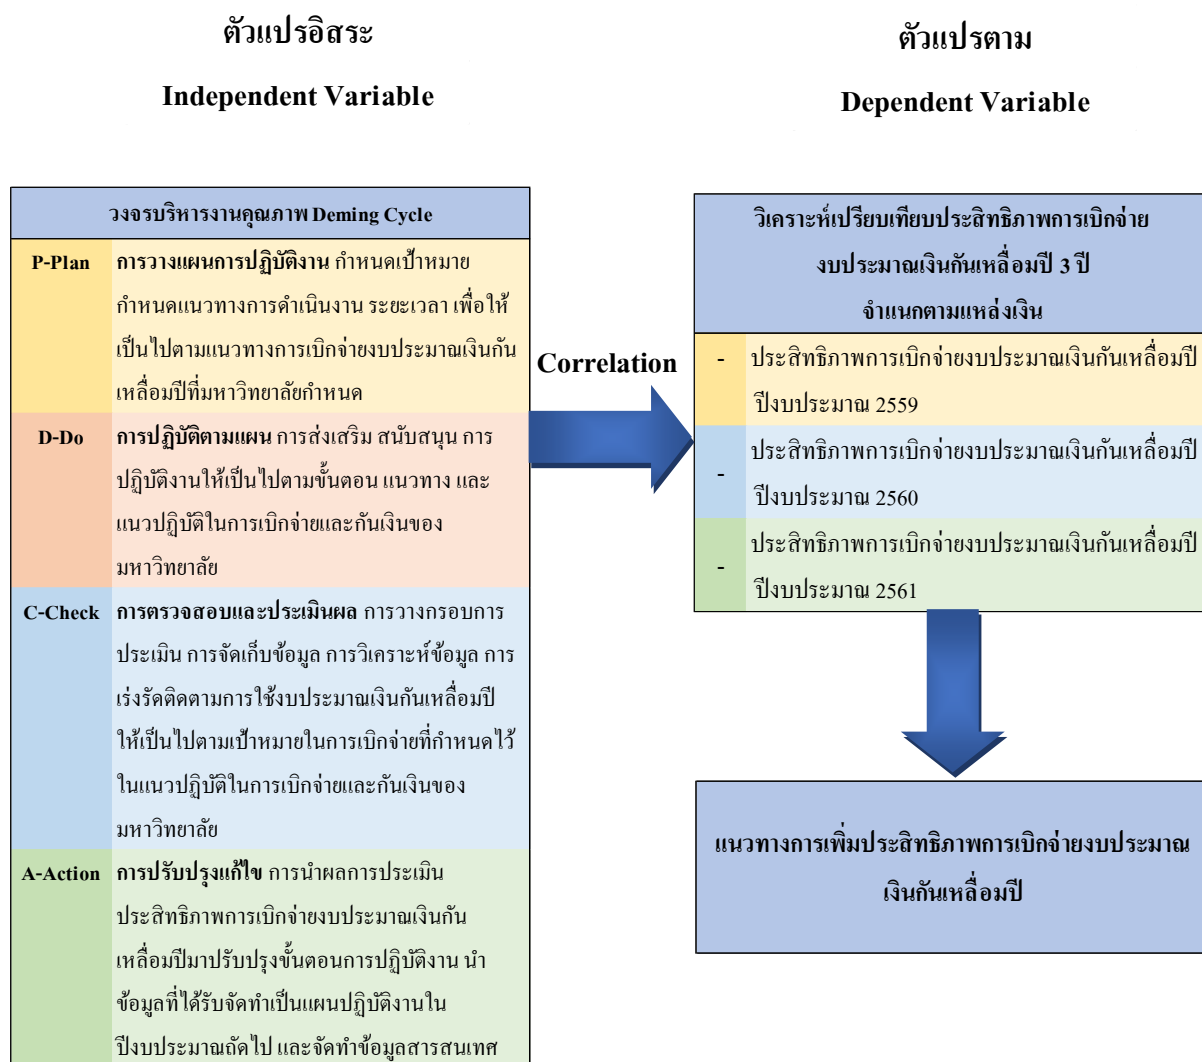 ตัวแปรอิสระ
Independent Variable
วงจรบริหารงานคุณภาพ Deming Cycle
P-Plan การวางแผนการปฏิบัติงาน กำหนดเป้าหมาย
กำหนดแนวทางการดำเนินงาน ระยะเวลา เพื่อให้
เป็นไปตามแนวทางการเบิกจ่ายงบประมาณเงินกัน
เหลื่อมปีที่มหาวิทยาลัยกำหนด
D-Do การปฏิบัติตามแผน การส่งเสริม สนับสนุน การ
ปฏิบัติงานให้เป็นไปตามขั้นตอน แนวทาง และ
แนวปฏิบัติในการเบิกจ่ายและกันเงินของ
มหาวิทยาลัย
C-Check การตรวจสอบและประเมินผล การวางกรอบการ
ประเมิน การจัดเก็บข้อมูล การวิเคราะห์ข้อมูล การ
เร่งรัดติดตามการใช้งบประมาณเงินกันเหลื่อมปี
ให้เป็นไปตามเป้าหมายในการเบิกจ่ายที่กำหนดไว้
ในแนวปฏิบัติในการเบิกจ่ายและกันเงินของ
มหาวิทยาลัย
A-Action การปรับปรุงแก้ไข การนำผลการประเมิน
ประสิทธิภาพการเบิกจ่ายงบประมาณเงินกัน
เหลื่อมปีมาปรับปรุงขั้นตอนการปฏิบัติงาน นำ
ข้อมูลที่ได้รับจัดทำเป็นแผนปฏิบัติงานใน
ปีงบประมาณถัดไป และจัดทำข้อมูลสารสนเทศ
Correlation
ตัวแปรตาม
Dependent Variable
วิเคราะห์เปรียบเทียบประสิทธิภาพการเบิกจ่าย
งบประมาณเงินกันเหลื่อมปี 3 ปี
จำแนกตามแหล่งเงิน
- ประสิทธิภาพการเบิกจ่ายงบประมาณเงินกันเหลื่อมปี
ปีงบประมาณ 2559
- ประสิทธิภาพการเบิกจ่ายงบประมาณเงินกันเหลื่อมปี
ปีงบประมาณ 2560
- ประสิทธิภาพการเบิกจ่ายงบประมาณเงินกันเหลื่อมปี
ปีงบประมาณ 2561
แนวทางการเพิ่มประสิทธิภาพการเบิกจ่ายงบประมาณ
เงินกันเหลื่อมปี